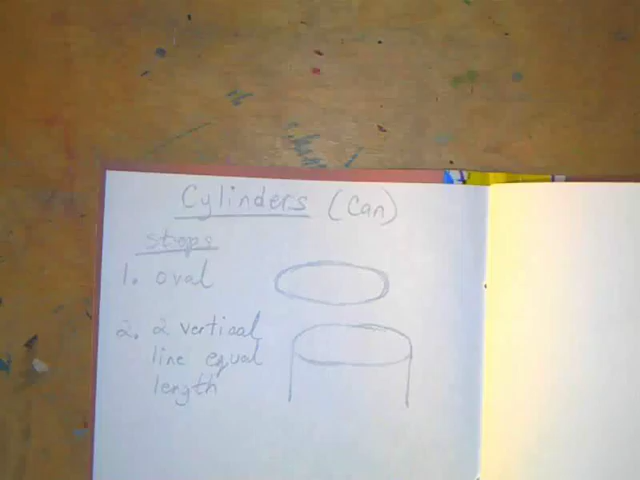 Cylinders (Can)
Steps
1. oval
2. 2 vertical
line equal
length